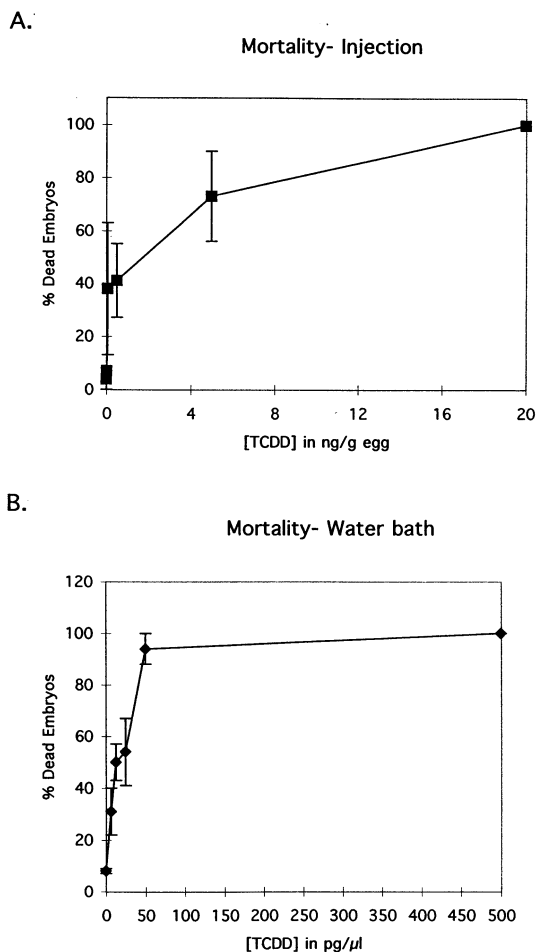 A.
Mortality- Injection
100
80
60
40
20
0
% Dead Embryos
0 4 8 12 16 20
[TCDD] in ng/g egg
B.
Mortality- Water bath
120
100
80
60
40
20
0
% Dead Embryos
0 50 100 150 200 250 300 350 400 450 500
[TCDD] in pg/µl